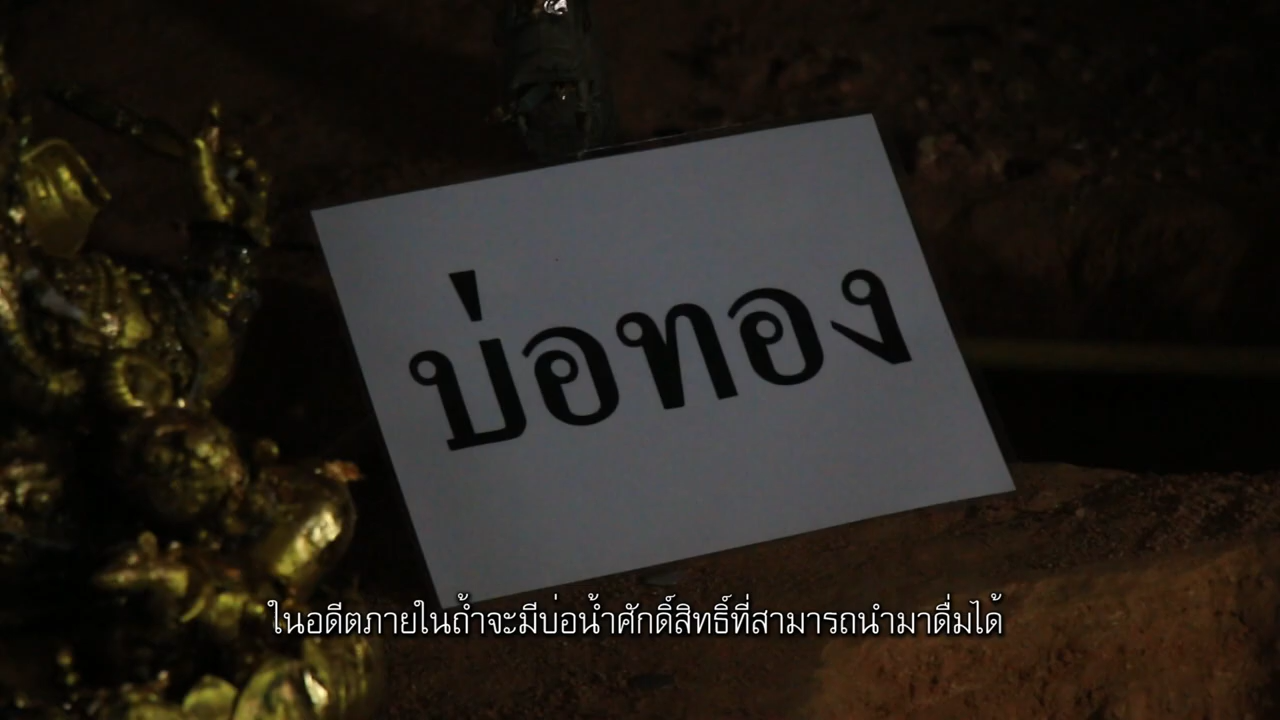 บ่อทอง
ในอดีตภายในถ้ำจะมีบ่อน้ำศักดิ์สิทธิ์ที่สามารถนำมาดื่มได้